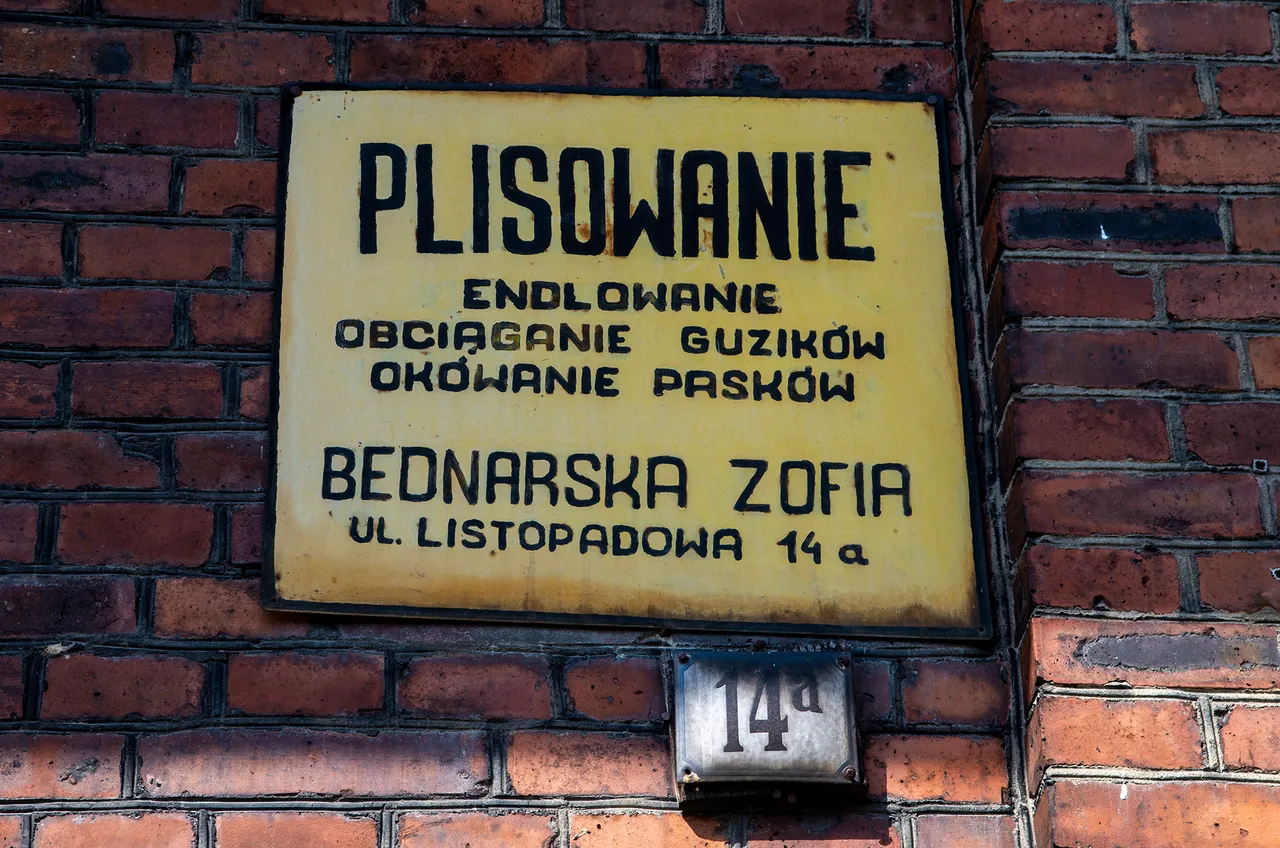 PLISOWANIE
ENDLOWANIE
OBCIĄGANIE GUZIKÓW
OKÓWANIE PASKÓW
BEDNARSKA ZOFIA
UL. LISTOPADOWA 14 a
14a